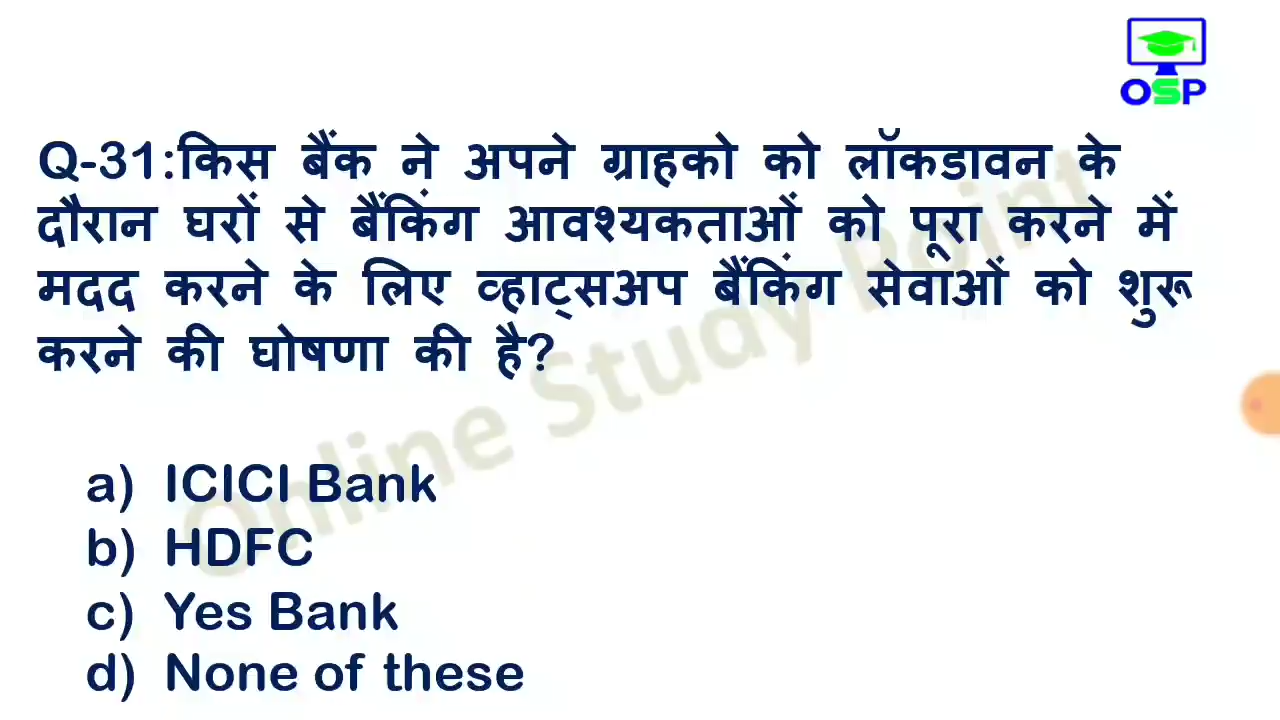 OSP
Q-31:किस बैंक ने अपने ग्राहको को लॉकडावन के
दौरान घरों से बैंकिंग आवश्यकताओं को पूरा करने में
मदद करने के लिए व्हाट्सअप बैंकिंग सेवाओं को शुरू
करने की घोषणा की है?
Online Study Point
a) ICICI Bank
b) HDFC
c) Yes Bank
d) None of these